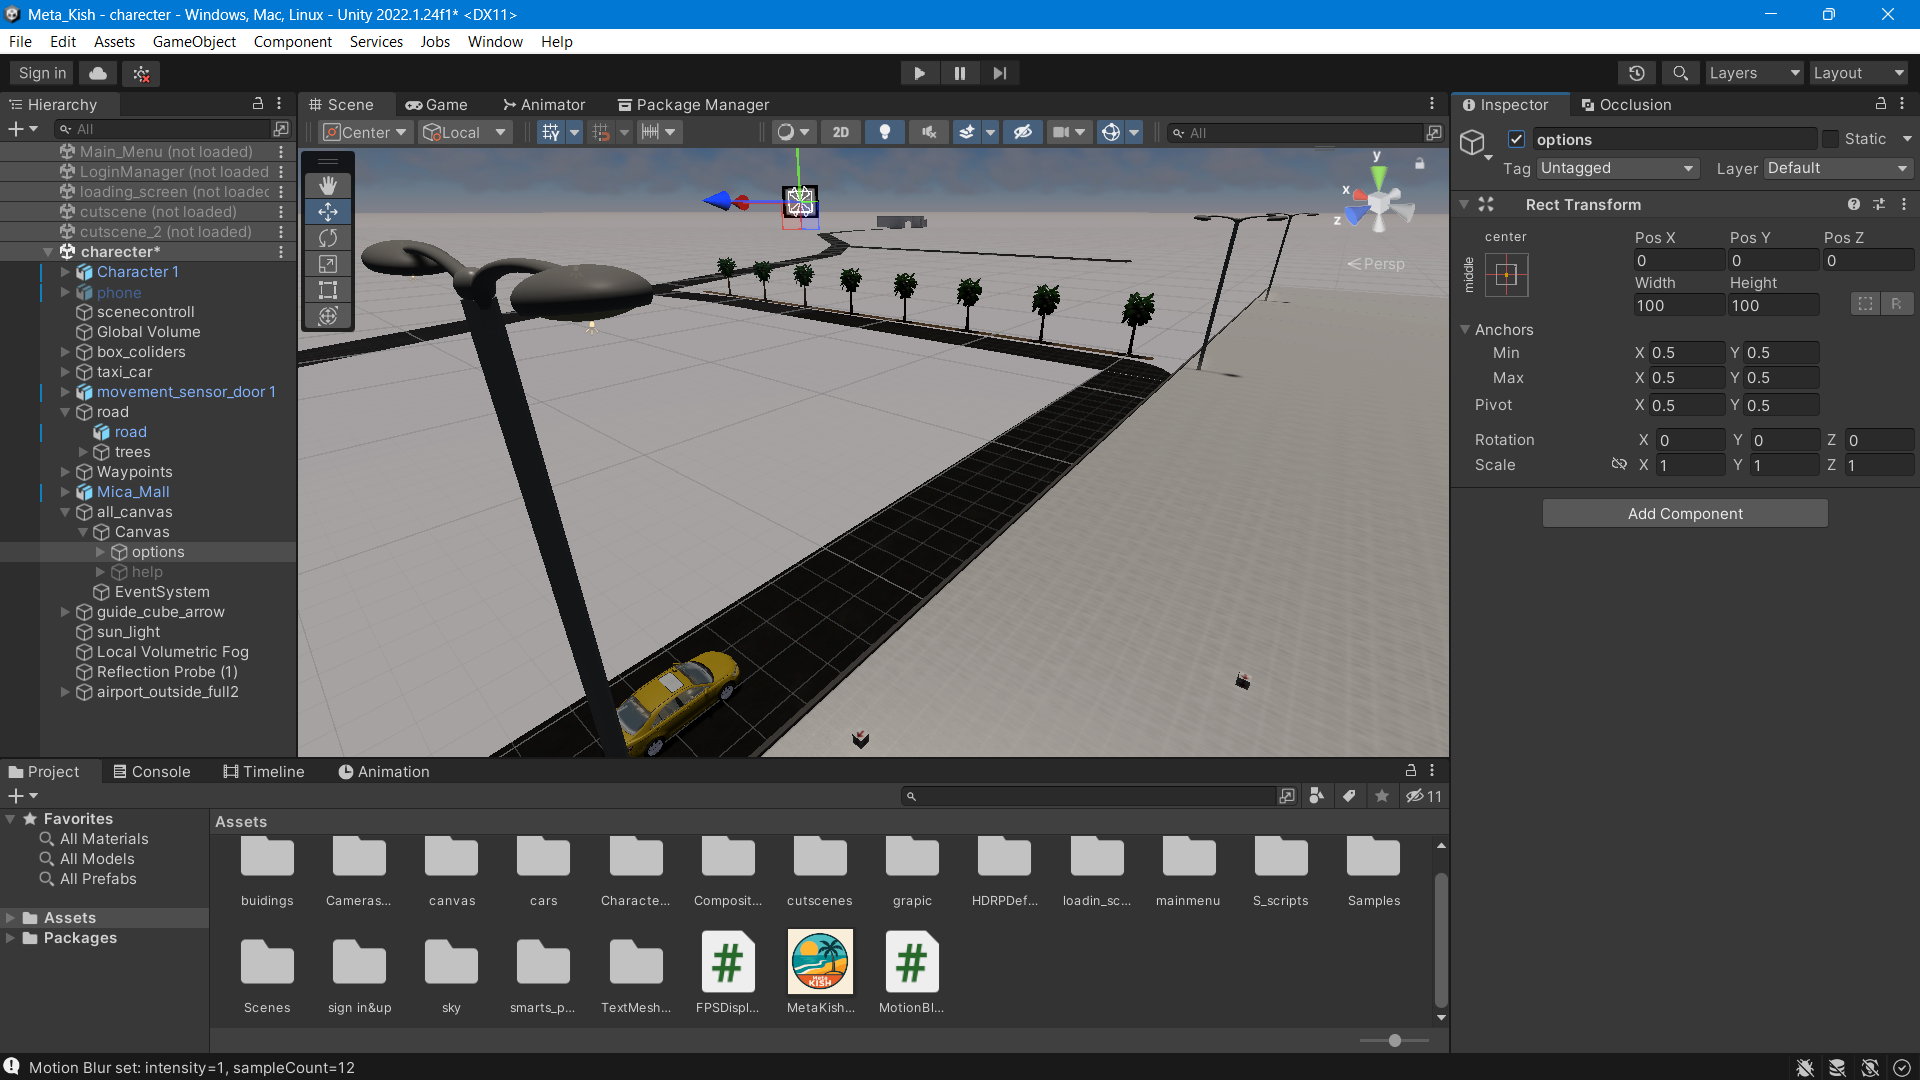 Meta_Kish - charecter - Windows, Mac, Linux - Unity 2022.1.24f1* <DX11>
File Edit Assets GameObject Component Services Jobs Window Help
Sign in
Layers
Layout
Hierarchy
Scene
Game
Animator
Package Manager
Inspector
Occlusion
All
Center
Local
2D
All
options
Static
Tag Untagged
Layer Default
Main_Menu (not loaded)
LoginManager (not loaded
loading_screen (not loaded
cutscene (not loaded)
cutscene_2 (not loaded)
charecter*
Character 1
phone
scenecontroll
Global Volume
box_coliders
taxi_car
movement_sensor_door 1
road
road
trees
Waypoints
Mica_Mall
all_canvas
Canvas
options
help
EventSystem
guide_cube_arrow
sun_light
Local Volumetric Fog
Reflection Probe (1)
airport_outside_full2
y
x
z
Persp
Rect Transform
center
middle
Pos X Pos Y Pos Z
0 0 0
Width Height
100 100
R
Anchors
Min X 0.5 Y 0.5
Max X 0.5 Y 0.5
Pivot X 0.5 Y 0.5
Rotation X 0 Y 0 Z 0
Scale X 1 Y 1 Z 1
Add Component
Project
Console
Timeline
Animation
11
Favorites
All Materials
All Models
All Prefabs
Assets
Packages
Assets
buidings
Cameras...
canvas
cars
Characte...
Composit...
cutscenes
grapic
HDRPDef...
loadin_sc...
mainmenu
S_scripts
Samples
Scenes
sign in&up
sky
smarts_p...
TextMesh...
#
FPSDispl...
Meta
KISH
MetaKish...
#
MotionBl...
Motion Blur set: intensity=1, sampleCount=12